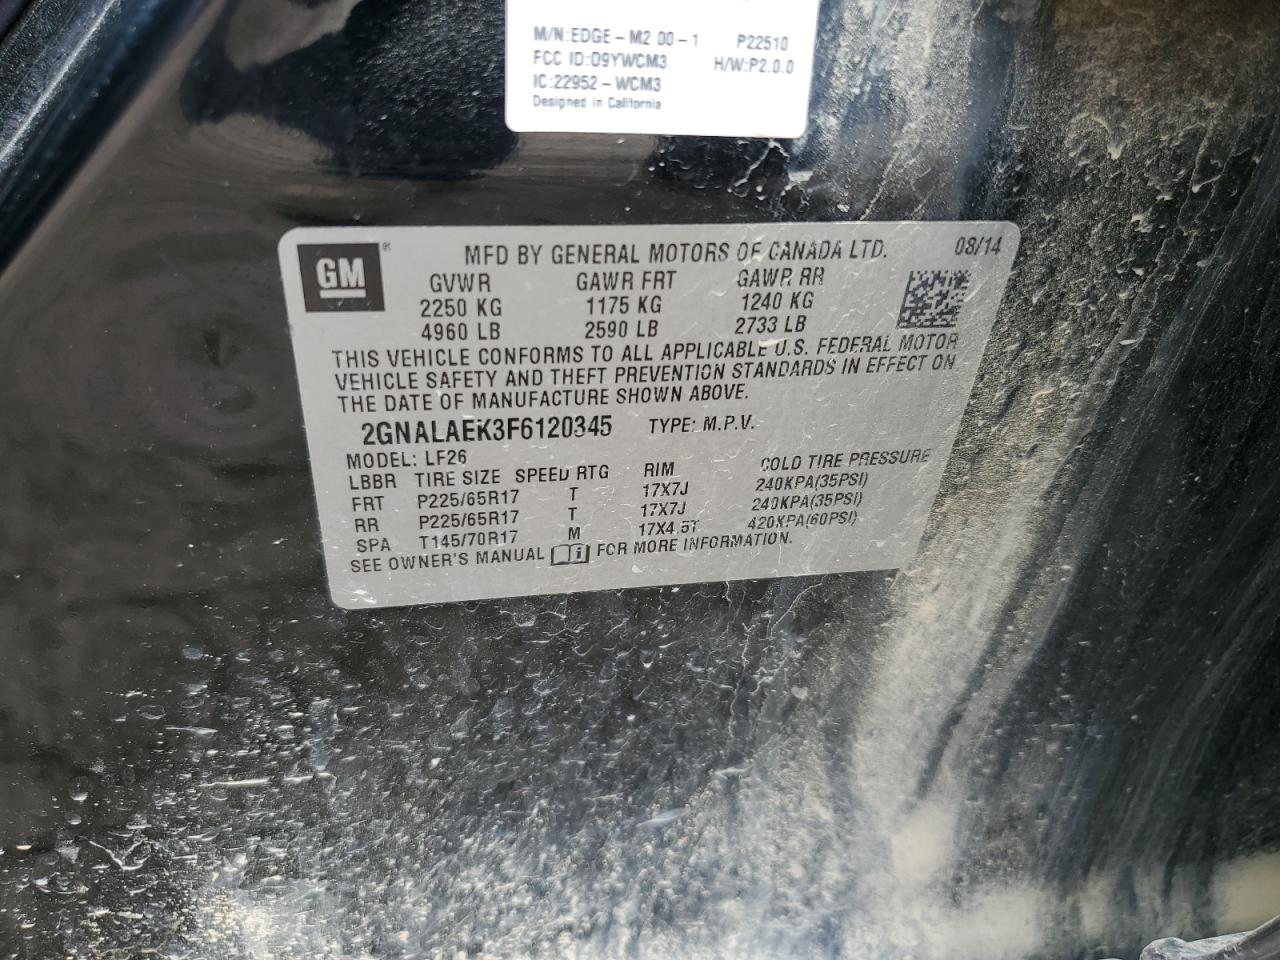 M/N:EDGE-M2 00-1 P22510
FCC ID:O9YWCM3 H/W:P2.0.0
IC:22952-WCM3
Designed in California
GM ®
MFD BY GENERAL MOTORS OF CANADA LTD. 08/14
GVWR GAWR FRT GAWR RR
2250 KG 1175 KG 1240 KG
4960 LB 2590 LB 2733 LB
THIS VEHICLE CONFORMS TO ALL APPLICABLE U.S. FEDERAL MOTOR
VEHICLE SAFETY AND THEFT PREVENTION STANDARDS IN EFFECT ON
THE DATE OF MANUFACTURE SHOWN ABOVE.
2GNALAEK3F6120345 TYPE: M.P.V.
MODEL: LF26
LBBR TIRE SIZE SPEED RTG RIM COLD TIRE PRESSURE
FRT P225/65R17 T 17X7J 240KPA(35PSI)
RR P225/65R17 T 17X7J 240KPA(35PSI)
SPA T145/70R17 M 17X4.5T 420KPA(60PSI)
SEE OWNER'S MANUAL FOR MORE INFORMATION.